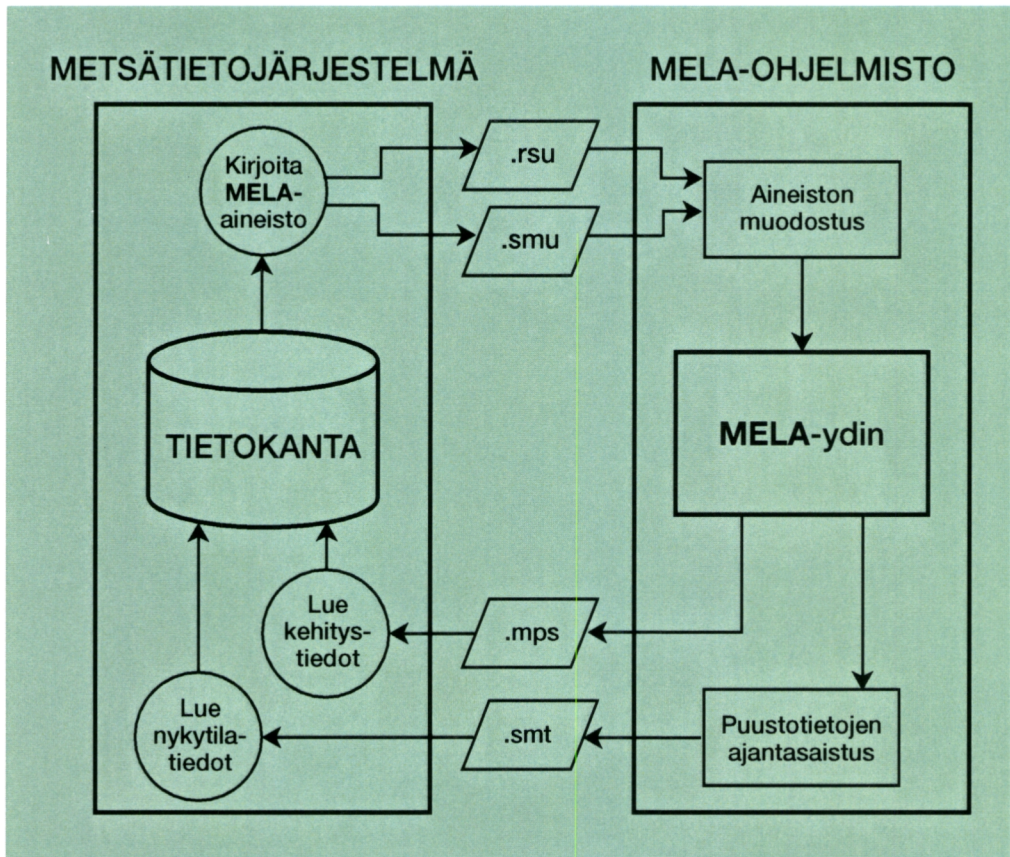 METSÄTIETOJÄRJESTELMÄ
MELA-OHJELMISTO
Kirjoita
MELA-
aineisto
.rsu
.smu
Aineiston
muodostus
TIETOKANTA
MELA-ydin
Lue
kehitys-
tiedot
.mps
Lue
nykytila-
tiedot
.smt
Puustotietojen
ajantasaistus